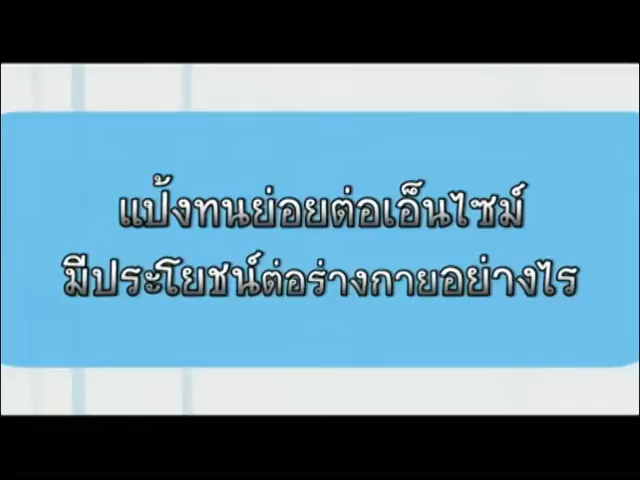 แป้งทนย่อยต่อเอ็นไซม์
มีประโยชน์ต่อร่างกายอย่างไร